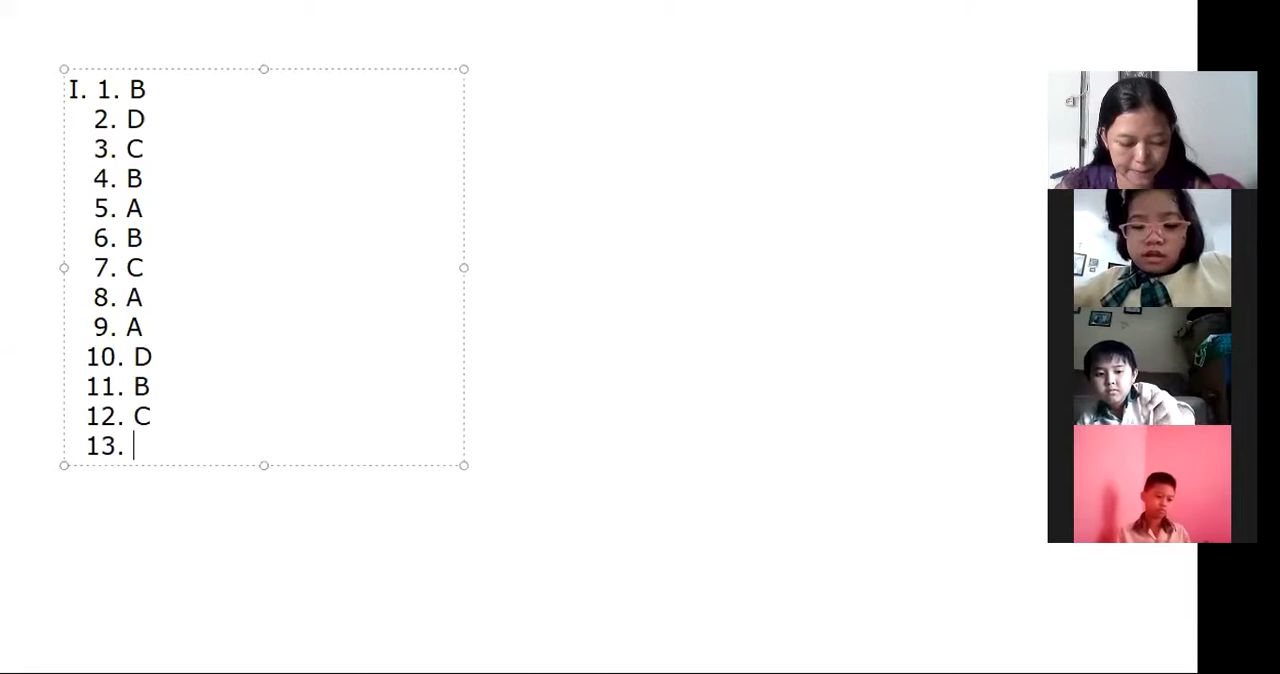 I. 1. B
2. D
3. C
4. B
5. A
6. B
7. C
8. A
9. A
10. D
11. B
12. C
13.